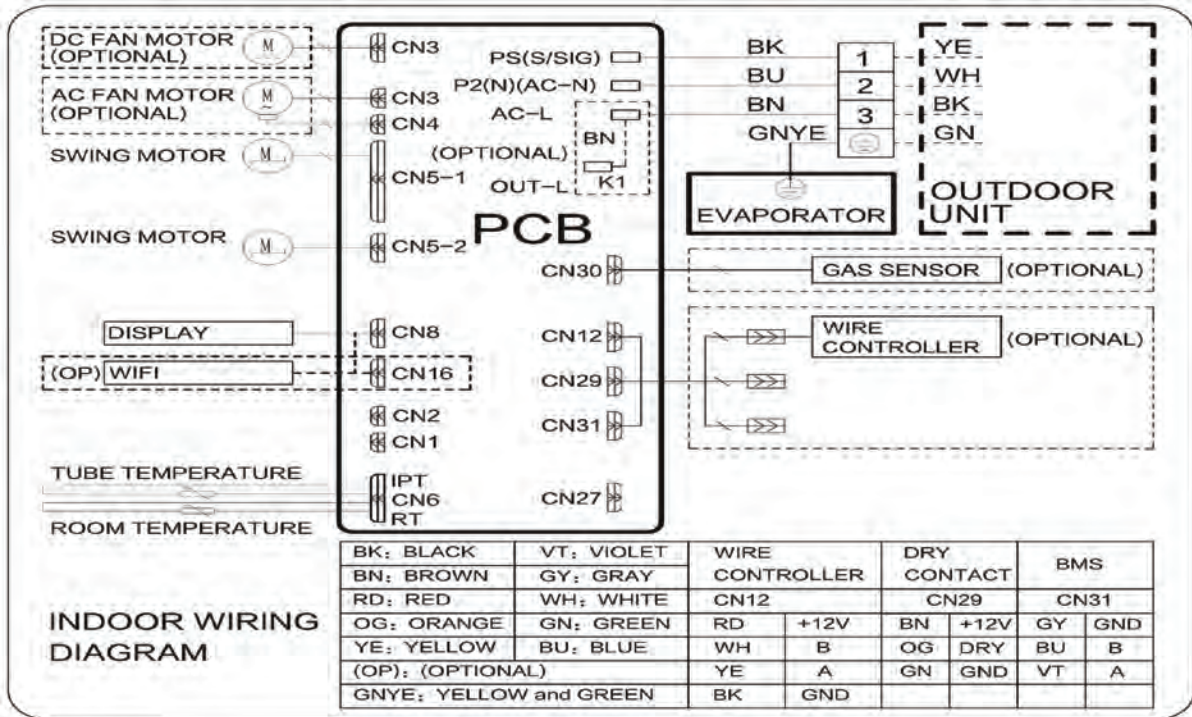 DC FAN MOTOR
(OPTIONAL)
M
CN3
AC FAN MOTOR
(OPTIONAL)
M
CN3
CN4
SWING MOTOR
M
CN5-1
SWING MOTOR
M
CN5-2
DISPLAY
CN8
(OP) WIFI
CN16
CN2
CN1
TUBE TEMPERATURE
IPT
CN6
RT
ROOM TEMPERATURE
PCB
PS(S/SIG)
P2(N)(AC-N)
AC-L
BN
(OPTIONAL)
OUT-L
K1
CN30
CN12
CN29
CN31
CN27
BK 1 YE
BU 2 WH
BN 3 BK
GNYE GN
EVAPORATOR
OUTDOOR
UNIT
GAS SENSOR (OPTIONAL)
WIRE
CONTROLLER (OPTIONAL)
INDOOR WIRING
DIAGRAM
BK: BLACK VT: VIOLET WIRE DRY BMS
BN: BROWN GY: GRAY CONTROLLER CONTACT
RD: RED WH: WHITE CN12 CN29 CN31
OG: ORANGE GN: GREEN RD +12V BN +12V GY GND
YE: YELLOW BU: BLUE WH B OG DRY BU B
(OP): (OPTIONAL) YE A GN GND VT A
GNYE: YELLOW and GREEN BK GND